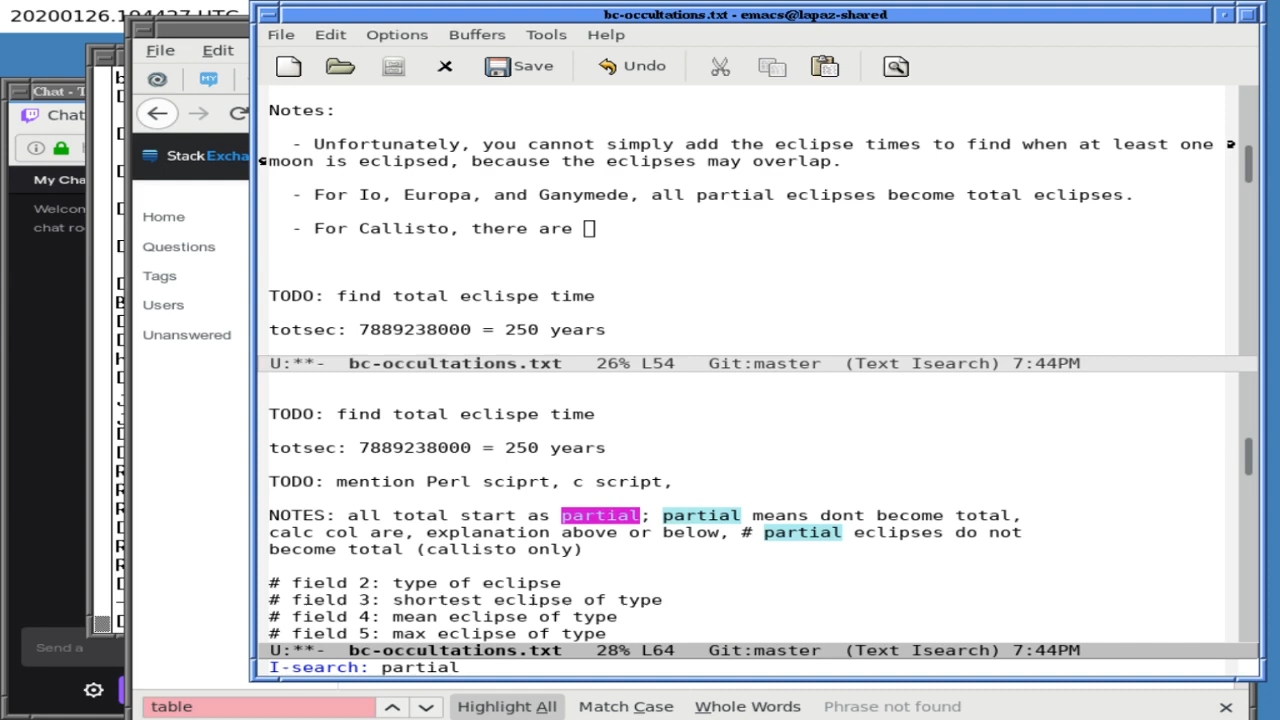 20200126.194427 UTC
bc-occultations.txt - emacs@lapaz-shared
File Edit Options Buffers Tools Help
Save Undo
Notes:
- Unfortunately, you cannot simply add the eclipse times to find when at least one
moon is eclipsed, because the eclipses may overlap.
- For Io, Europa, and Ganymede, all partial eclipses become total eclipses.
- For Callisto, there are
TODO: find total eclispe time
totsec: 7889238000 = 250 years
U:**- bc-occultations.txt 26% L54 Git:master (Text Isearch) 7:44PM
TODO: find total eclispe time
totsec: 7889238000 = 250 years
TODO: mention Perl sciprt, c script,
NOTES: all total start as partial; partial means dont become total,
calc col are, explanation above or below, # partial eclipses do not
become total (callisto only)
# field 2: type of eclipse
# field 3: shortest eclipse of type
# field 4: mean eclipse of type
# field 5: max eclipse of type
U:**- bc-occultations.txt 28% L64 Git:master (Text Isearch) 7:44PM
I-search: partial
File Edit
MY
StackExcha
Home
Questions
Tags
Users
Unanswered
table Highlight All Match Case Whole Words Phrase not found
Chat - T
Chat
My Cha
Welcom
chat ro
Send a